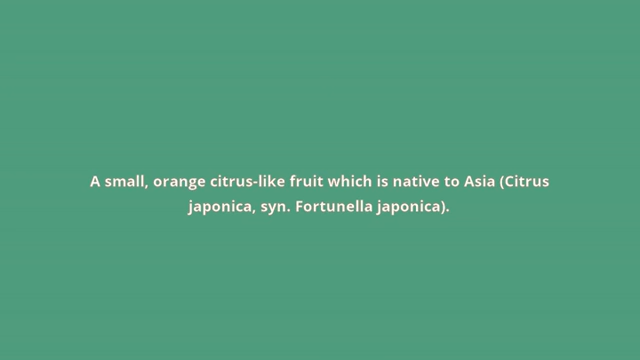 A small, orange citrus-like fruit which is native to Asia (Citrus
japonica, syn. Fortunella japonica).